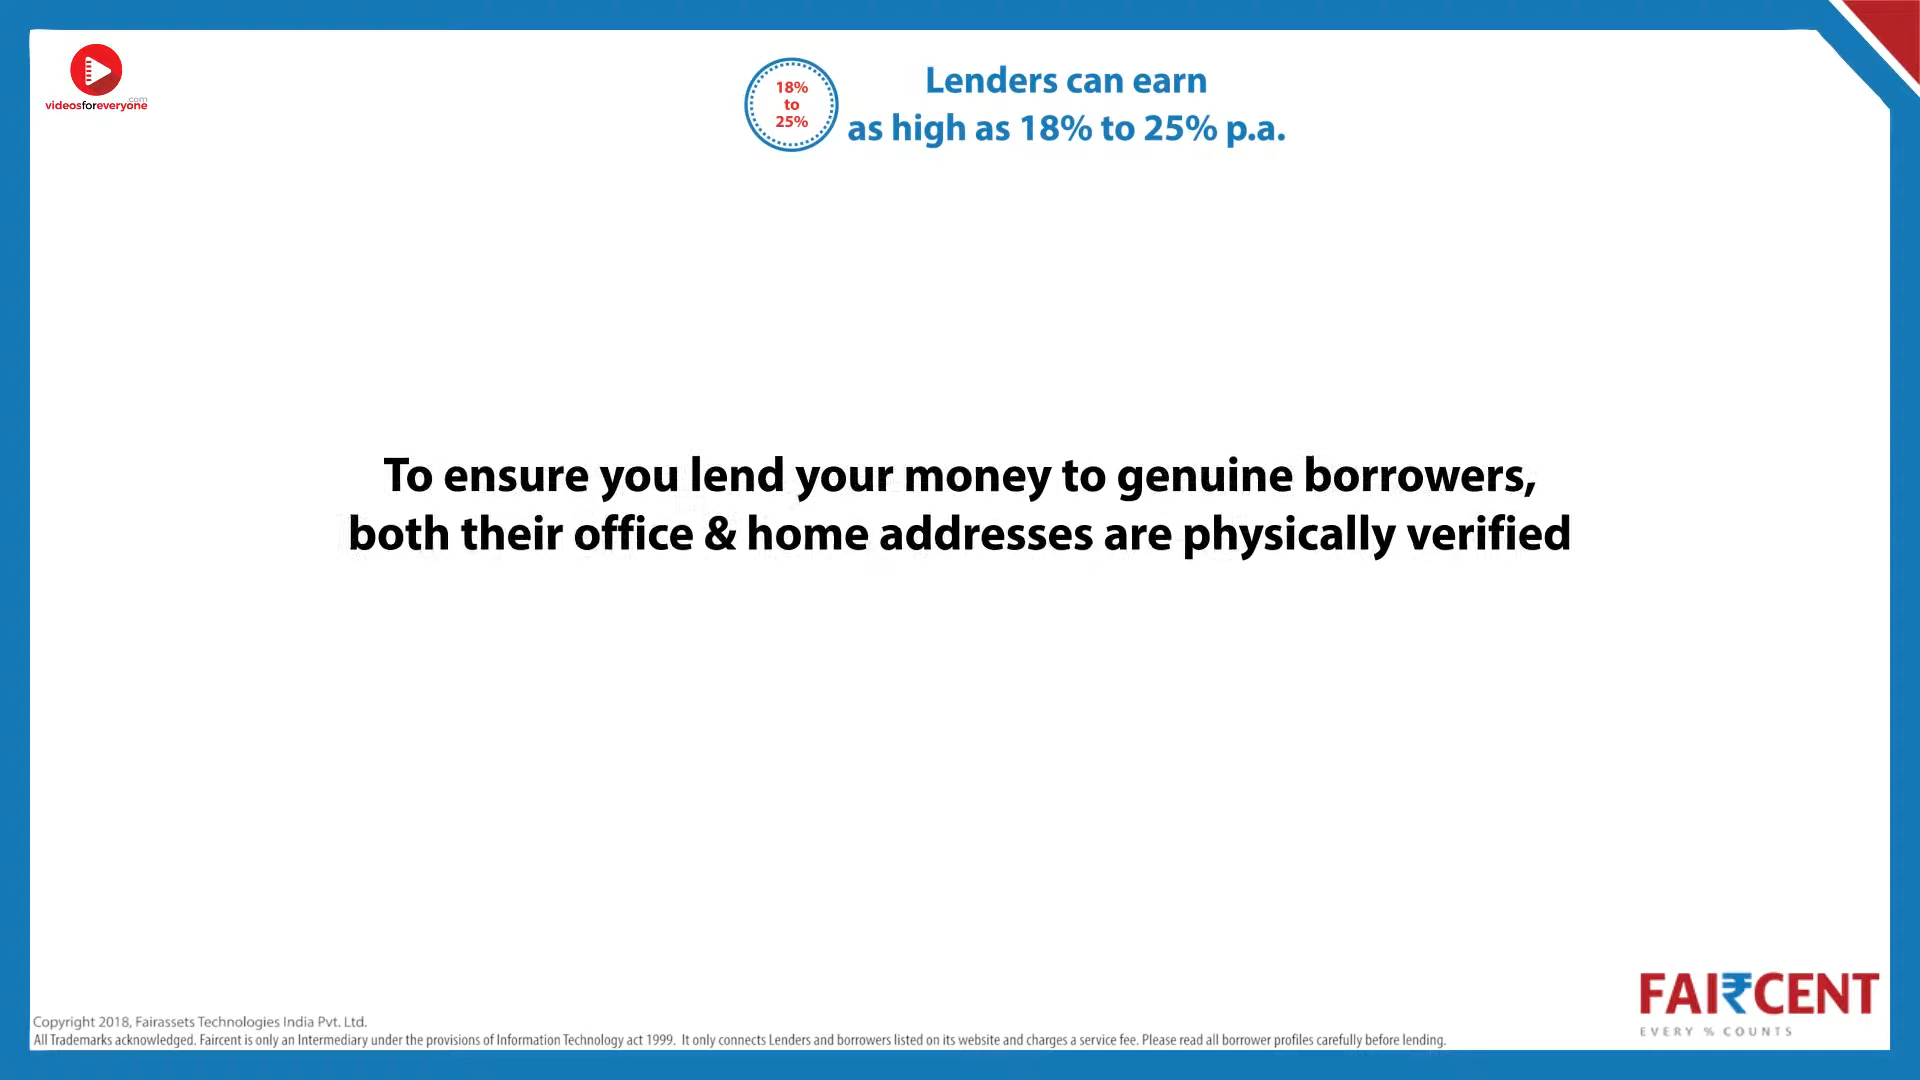 .com
videosforeveryone
18%
to
25%
Lenders can earn
as high as 18% to 25% p.a.
To ensure you lend your money to genuine borrowers,
both their office & home addresses are physically verified
FAI₹CENT
EVERY % COUNTS
Copyright 2018, Fairassets Technologies India Pvt. Ltd.
All Trademarks acknowledged. Faircent is only an Intermediary under the provisions of Information Technology act 1999. It only connects Lenders and borrowers listed on its website and charges a service fee. Please read all borrower profiles carefully before lending.